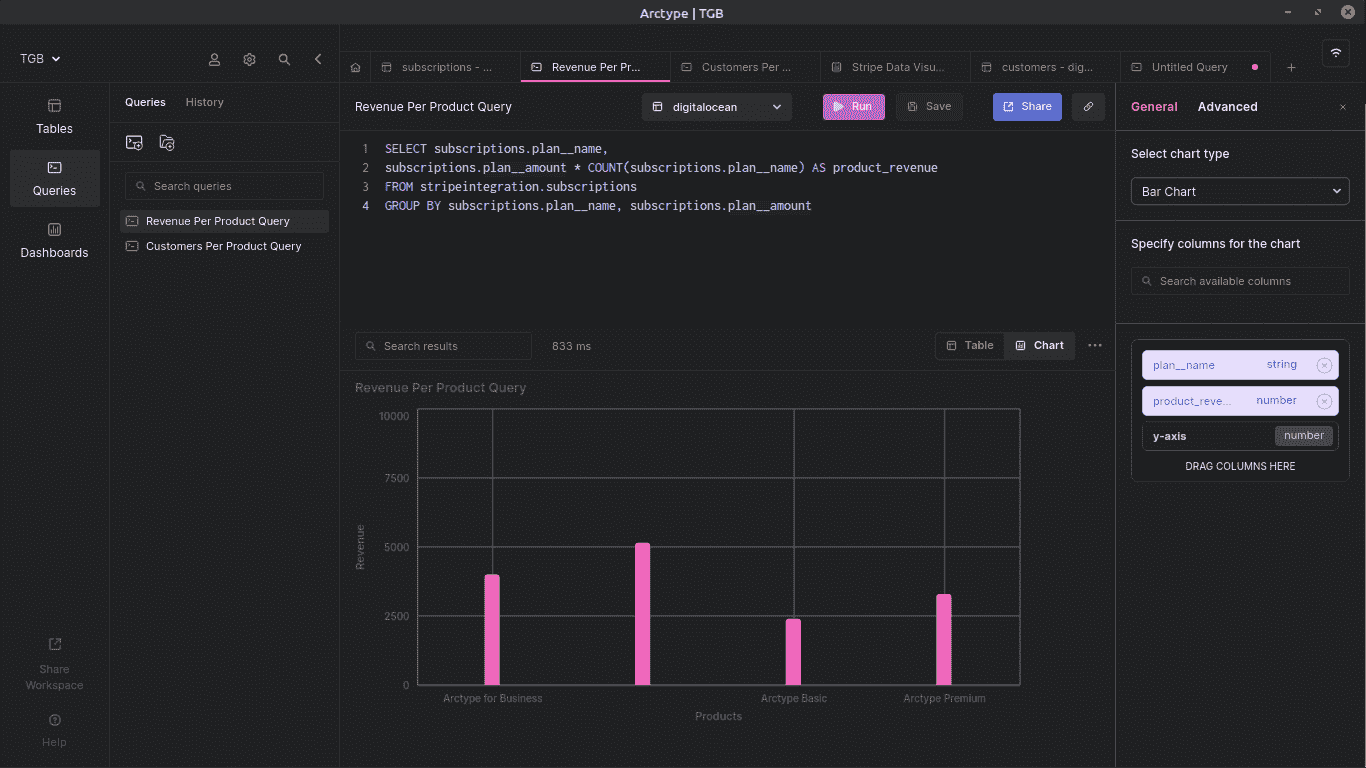 Arctype | TGB
TGB
subscriptions - ...
Revenue Per Pr...
Customers Per ...
Stripe Data Visu...
customers - dig...
Untitled Query
Tables
Queries
Dashboards
Share
Workspace
Help
Queries History
Search queries
Revenue Per Product Query
Customers Per Product Query
Revenue Per Product Query
digitalocean
Run
Save
Share
1 SELECT subscriptions.plan__name,
2 subscriptions.plan__amount * COUNT(subscriptions.plan__name) AS product_revenue
3 FROM stripeintegration.subscriptions
4 GROUP BY subscriptions.plan__name, subscriptions.plan__amount
Search results
833 ms
Table
Chart
Revenue Per Product Query
10000
7500
5000
2500
0
Revenue
Arctype for Business
Arctype Basic
Arctype Premium
Products
General Advanced
Select chart type
Bar Chart
Specify columns for the chart
Search available columns
plan__name string
product_reve... number
y-axis number
DRAG COLUMNS HERE